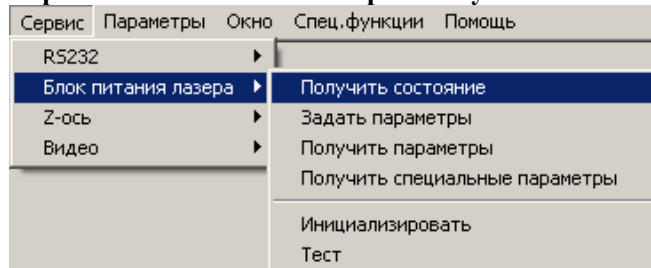 Сервис Параметры Окно Спец.функции Помощь
RS232
Блок питания лазера
Z-ось
Видео
Получить состояние
Задать параметры
Получить параметры
Получить специальные параметры
Инициализировать
Тест